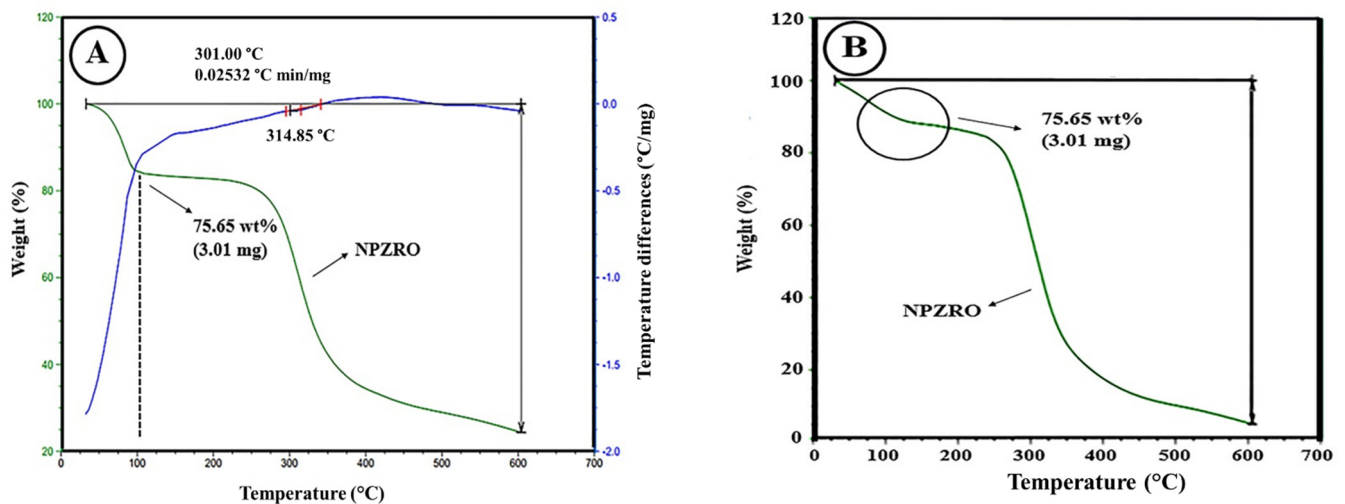 A
301.00 °C
0.02532 °C min/mg
314.85 °C
75.65 wt%
(3.01 mg)
NPZRO
120
100
80
60
40
20
Weight (%)
0.5
0.0
-0.5
-1.0
-1.5
-2.0
Temperature differences (°C/mg)
0 100 200 300 400 500 600 700
Temperature (°C)
B
75.65 wt%
(3.01 mg)
NPZRO
120
100
80
60
40
20
0
Weight (%)
0 100 200 300 400 500 600 700
Temperature (°C)